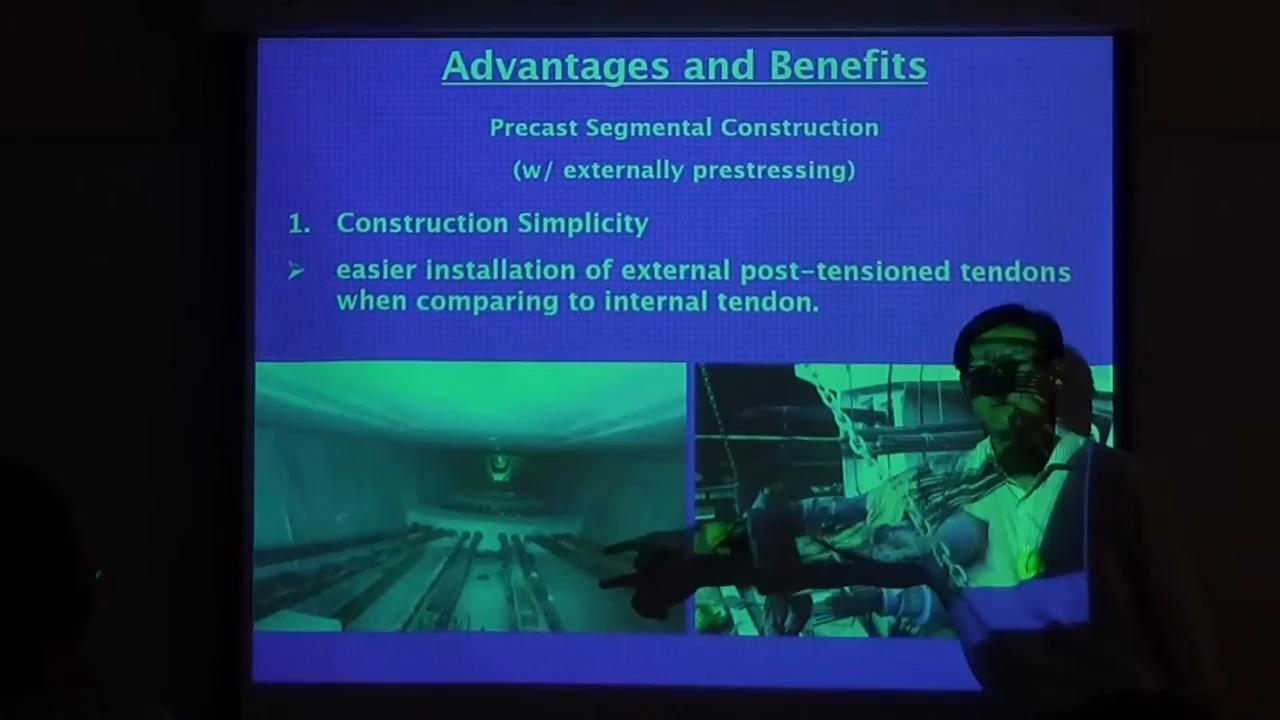 Advantages and Benefits
Precast Segmental Construction
(w/ externally prestressing)
1. Construction Simplicity
➢ easier installation of external post-tensioned tendons
when comparing to internal tendon.